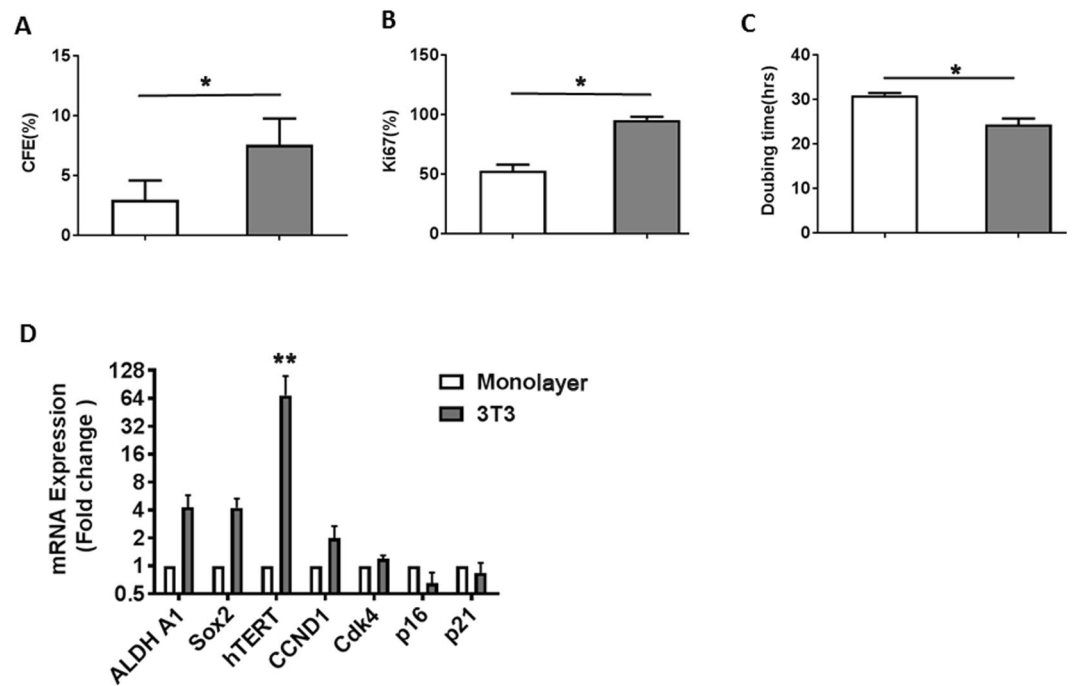 A
15
10
5
0
CFE(%)
*
B
150
100
50
0
Ki67(%)
*
C
40
30
20
10
0
Doubing time(hrs)
*
D
128
64
32
16
8
4
2
1
0.5
mRNA Expression
(Fold change )
**
Monolayer
3T3
ALDH A1
Sox2
hTERT
CCND1
Cdk4
p16
p21